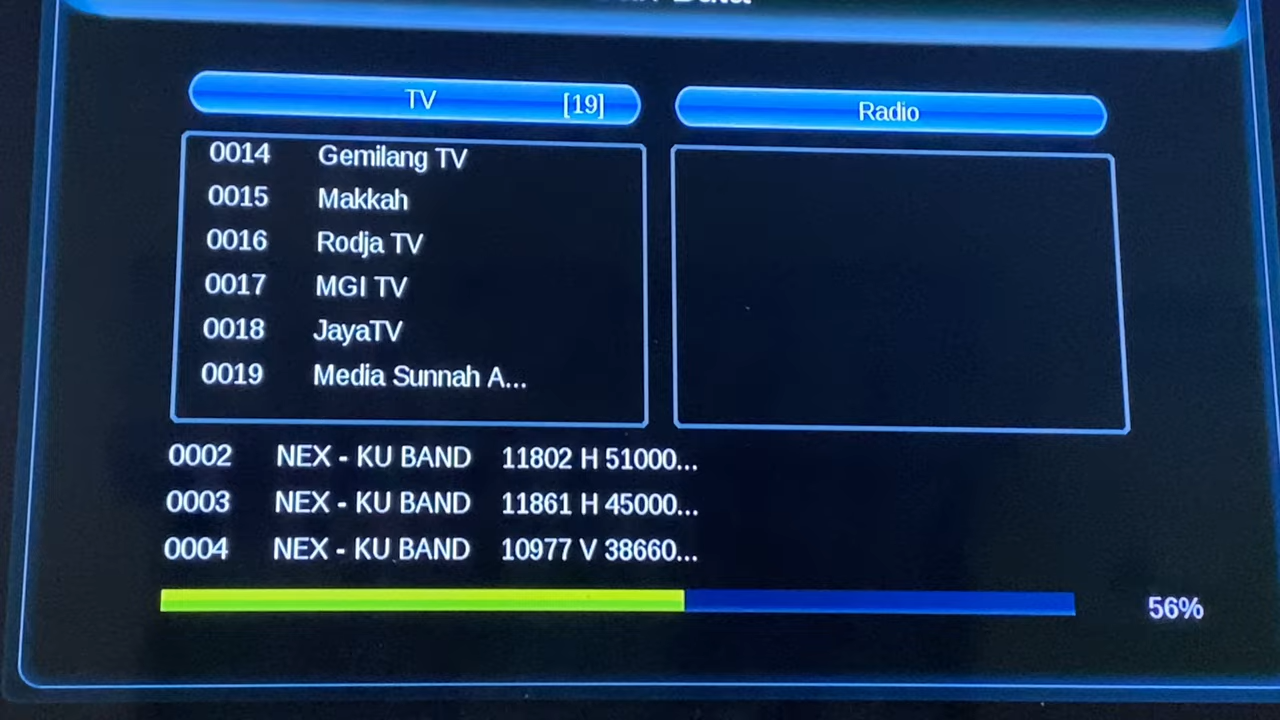 TV [19] Radio
0014 Gemilang TV
0015 Makkah
0016 Rodja TV
0017 MGI TV
0018 JayaTV
0019 Media Sunnah A...
0002 NEX - KU BAND 11802 H 51000...
0003 NEX - KU BAND 11861 H 45000...
0004 NEX - KU BAND 10977 V 38660...
56%